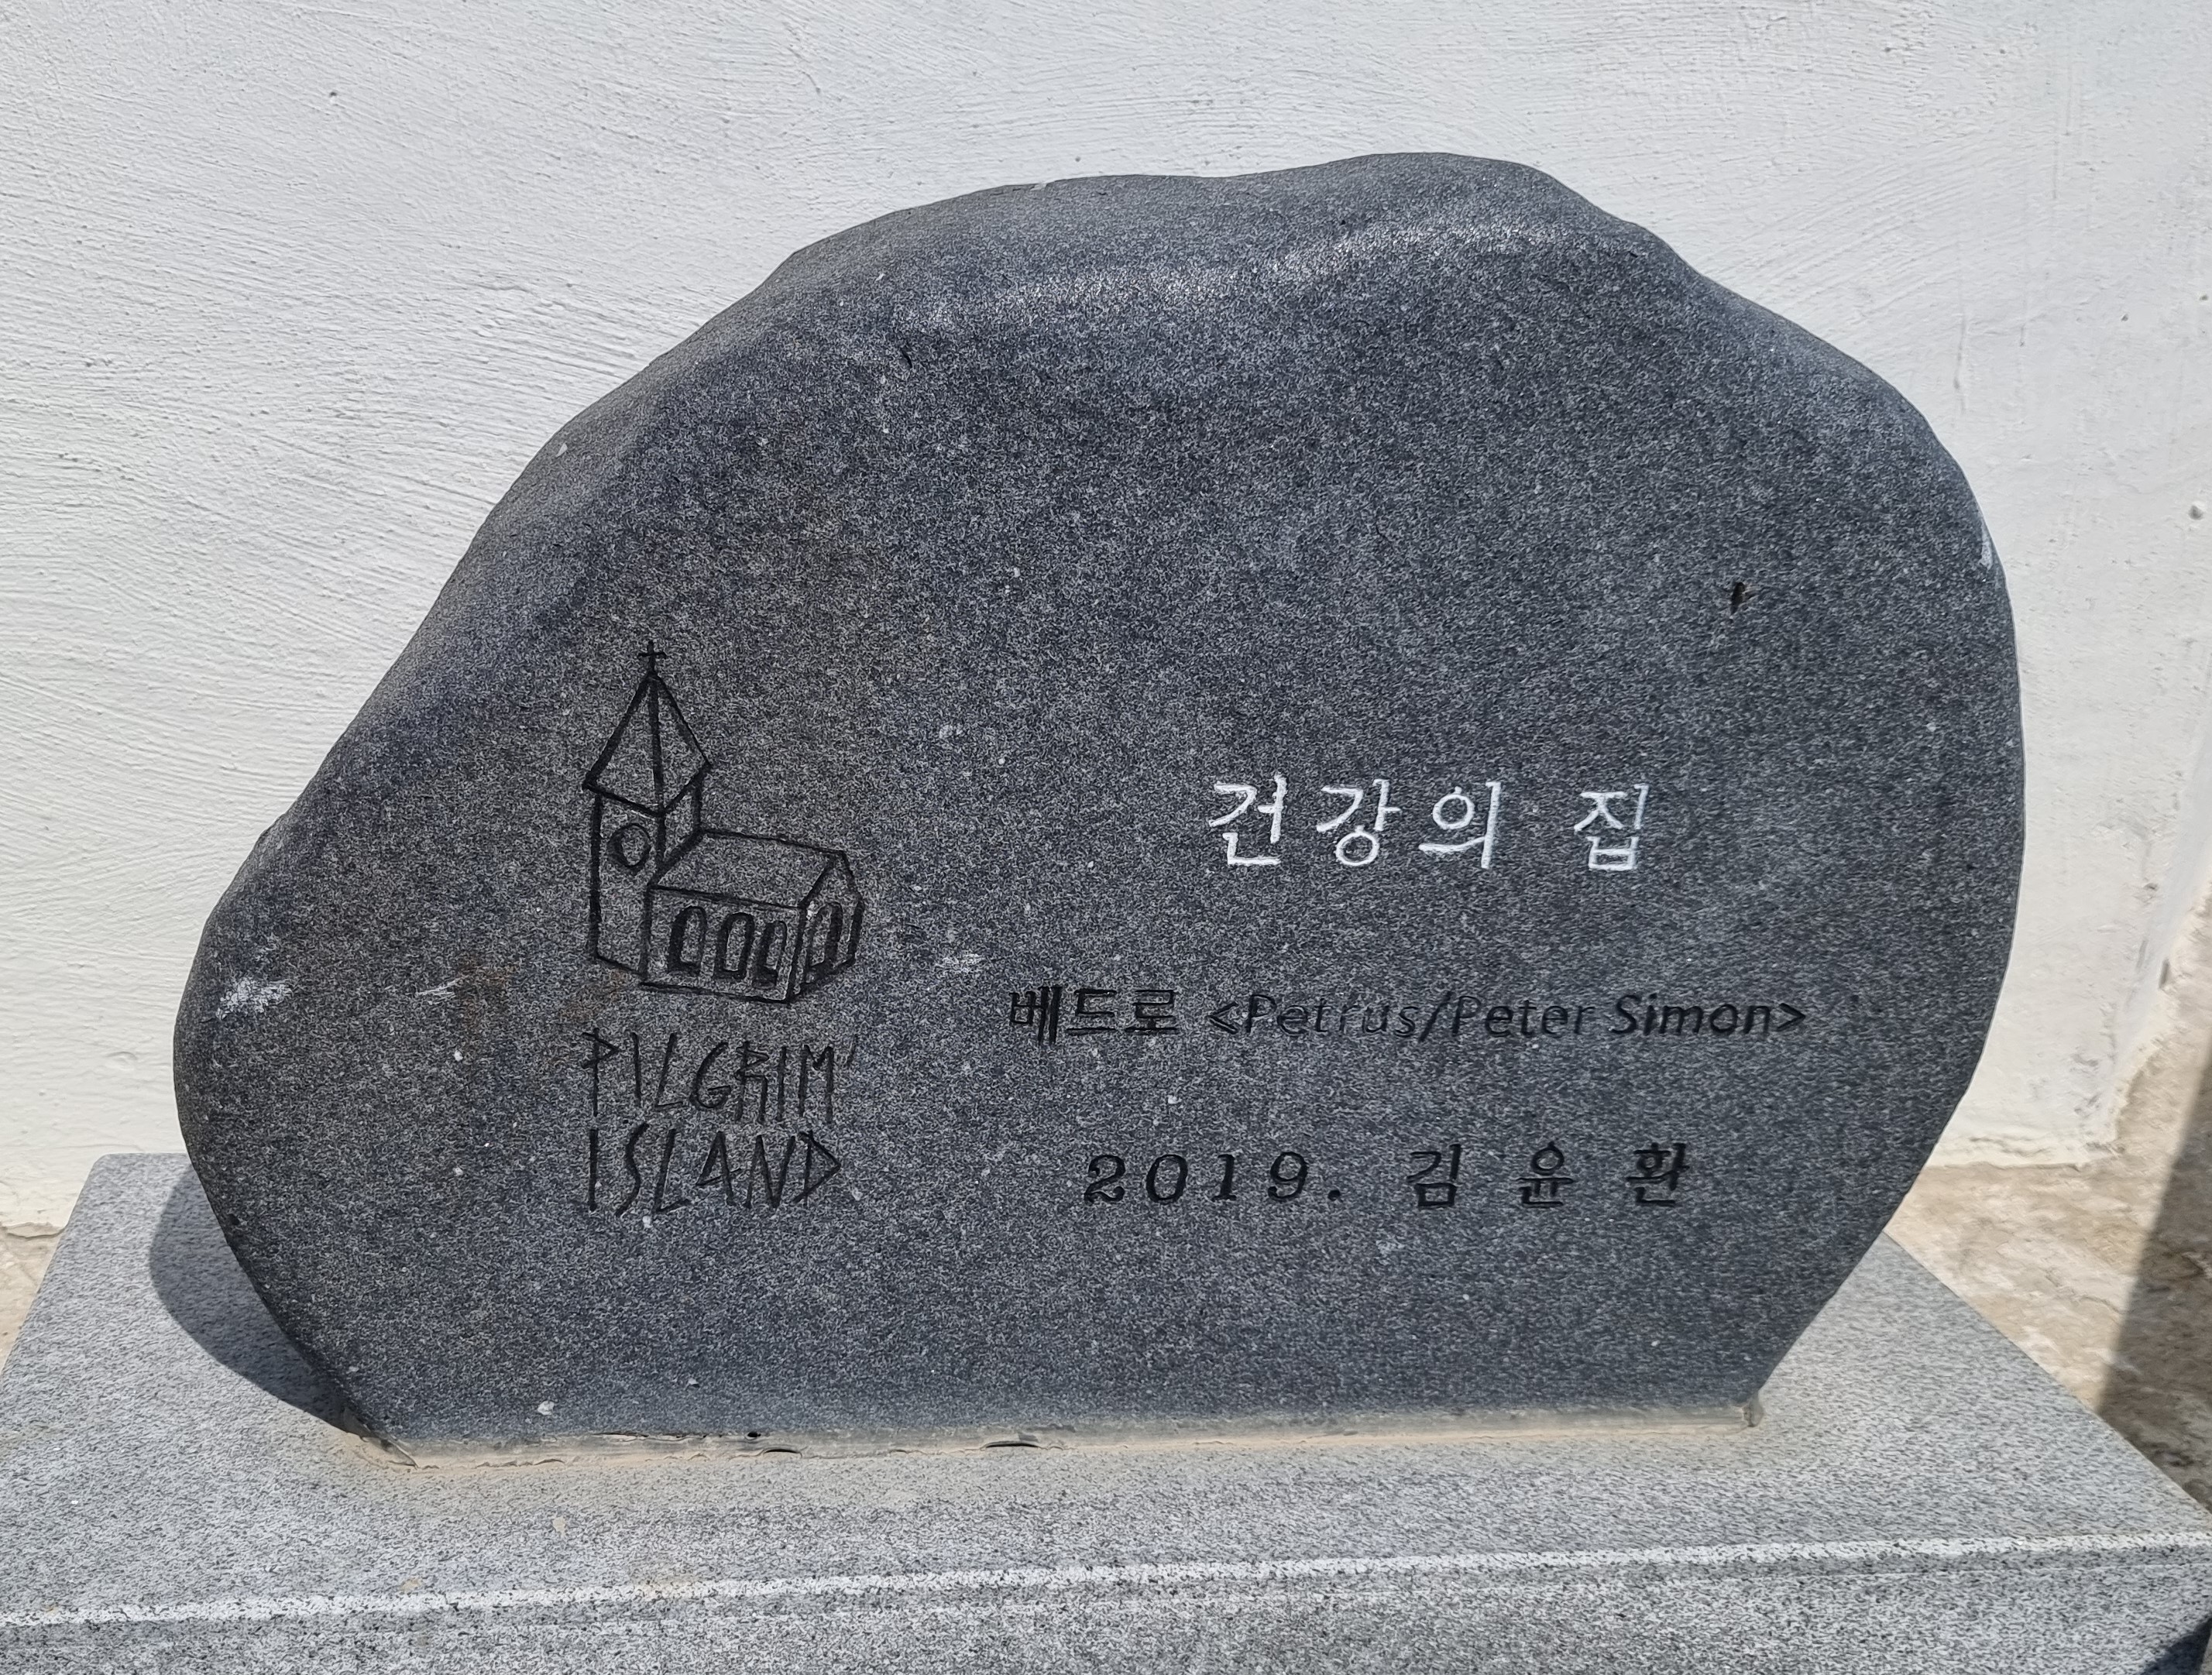 건강의 집
베드로 <Petrus/Peter Simon>
2019. 김윤환
PILGRIM'
ISLAND